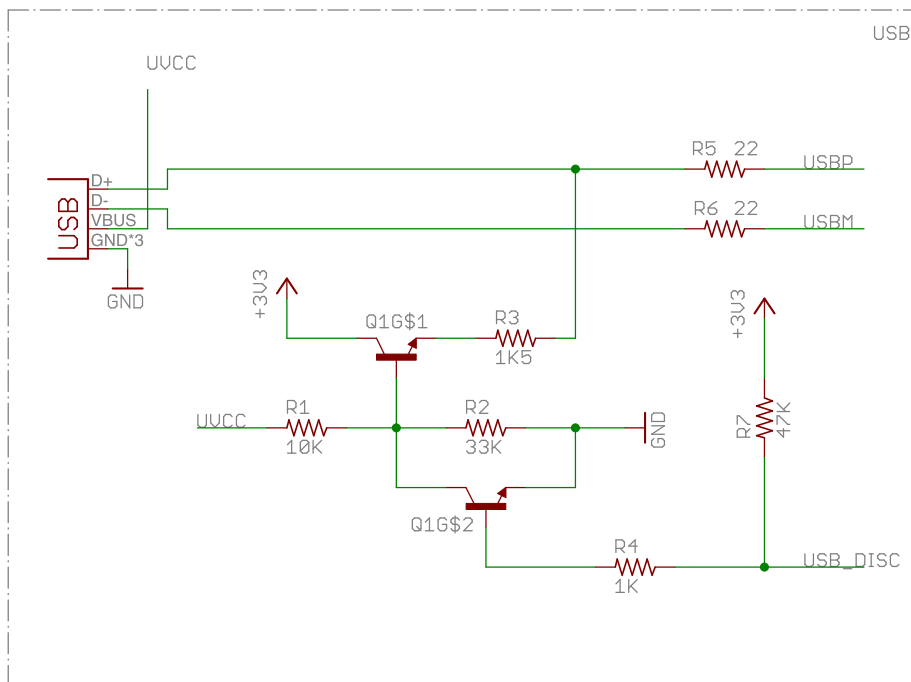 USB
UVCC
D+
D-
VBUS
GND*3
USB
GND
R5 22
USBP
R6 22
USBM
+3V3
Q1G$1
R3
1K5
+3V3
UVCC
R1
10K
R2
33K
GND
R7
47K
Q1G$2
R4
1K
USB_DISC